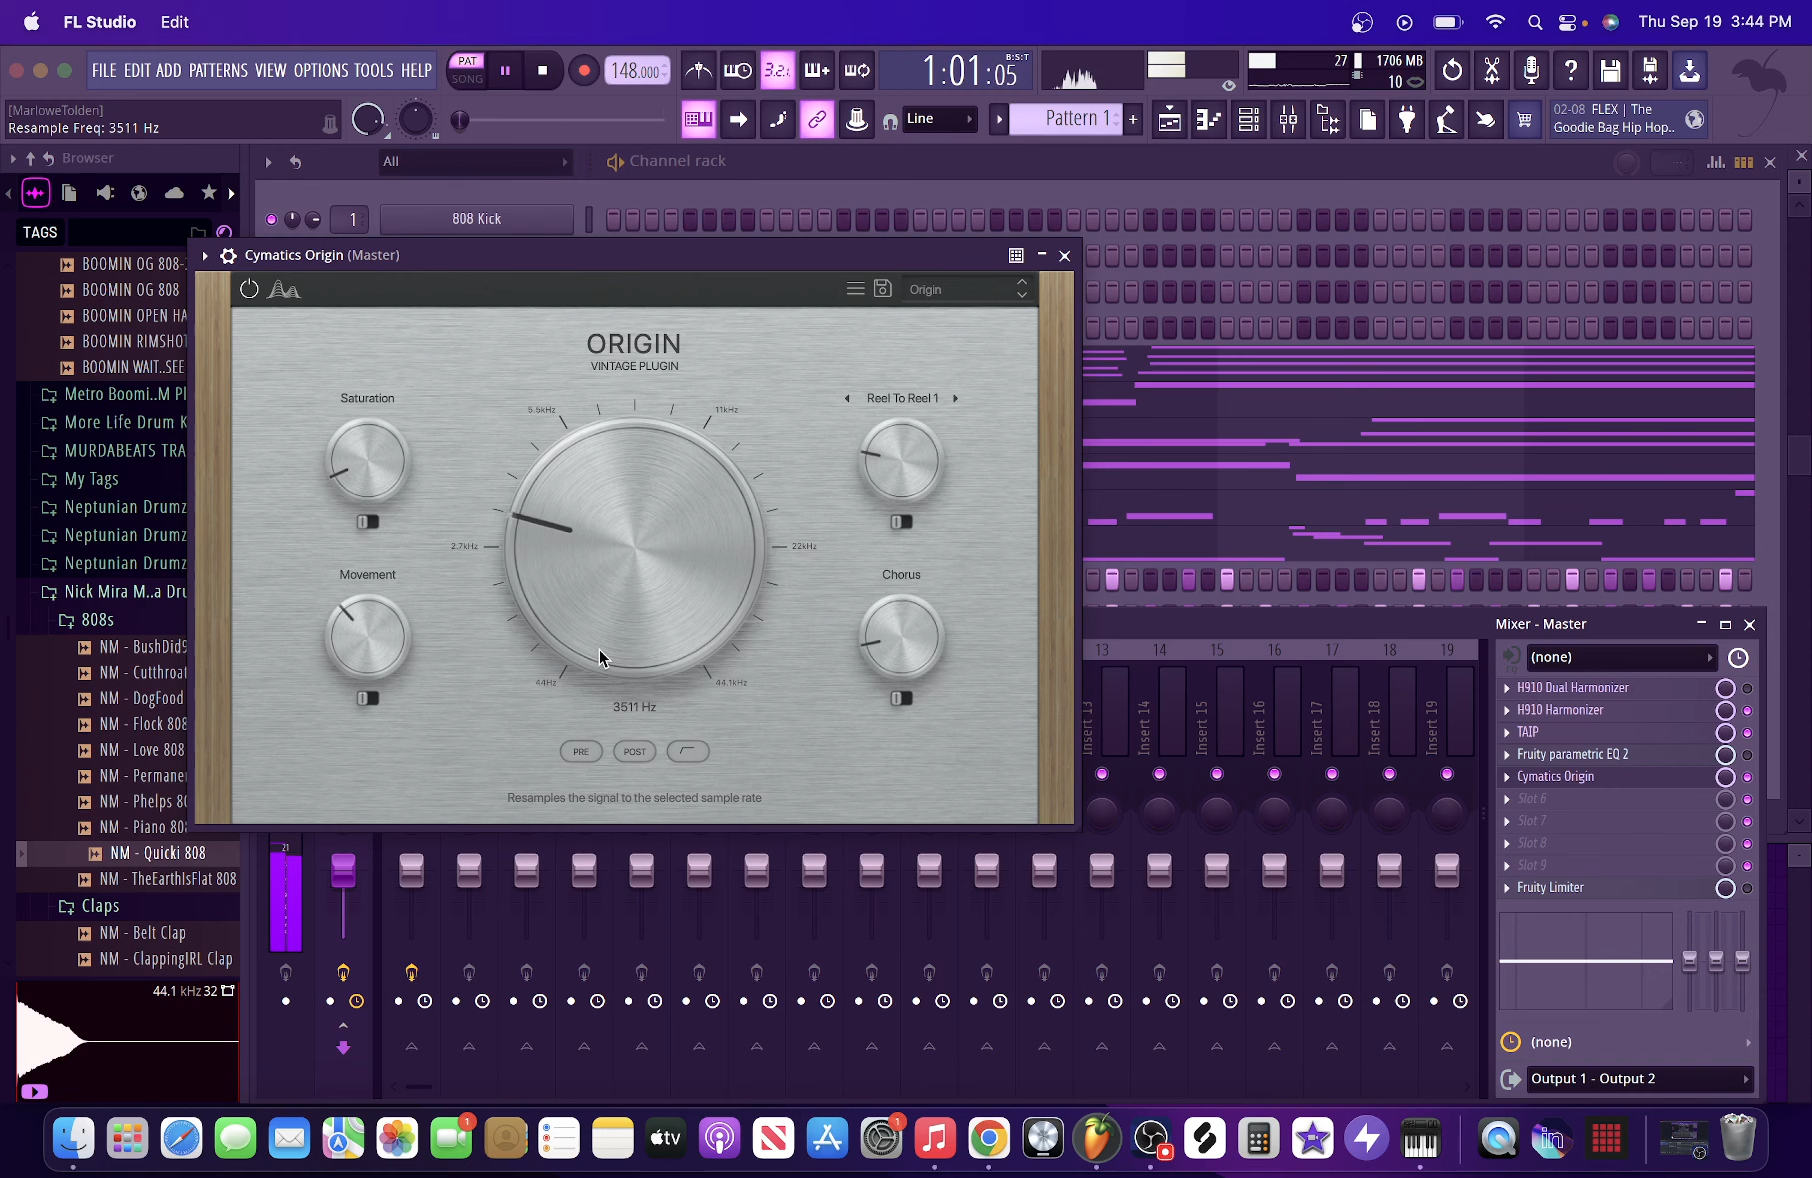 FL Studio Edit
Thu Sep 19 3:44 PM
FILE EDIT ADD PATTERNS VIEW OPTIONS TOOLS HELP
PAT
SONG
148.000
3.2.
1:01:05
B:S:T
27
1706 MB
10
[MarloweTolden]
Resample Freq: 3511 Hz
Line
Pattern 1
+
02-08 FLEX | The
Goodie Bag Hip Hop..
Browser
All
Channel rack
TAGS
1
808 Kick
BOOMIN OG 808-
BOOMIN OG 808
BOOMIN OPEN HA
BOOMIN RIMSHOT
BOOMIN WAIT..SEE
Metro Boomi..M Pl
More Life Drum K
MURDABEATS TRA
My Tags
Neptunian Drumz
Neptunian Drumz
Neptunian Drumz
Nick Mira M..a Dru
808s
NM - BushDid9
NM - Cutthroat
NM - DogFood
NM - Flock 808
NM - Love 808
NM - Permane
NM - Phelps 80
NM - Piano 80
NM - Quicki 808
NM - TheEarthIsFlat 808
Claps
NM - Belt Clap
NM - ClappingIRL Clap
44.1 kHz 32
Cymatics Origin (Master)
Origin
ORIGIN
VINTAGE PLUGIN
Saturation
Reel To Reel 1
5.5kHz
11kHz
2.7kHz
22kHz
Movement
Chorus
44Hz
44.1kHz
3511 Hz
PRE
POST
Resamples the signal to the selected sample rate
13 14 15 16 17 18 19
Insert 13
Insert 14
Insert 15
Insert 16
Insert 17
Insert 18
Insert 19
21
Mixer - Master
(none)
H910 Dual Harmonizer
H910 Harmonizer
TAIP
Fruity parametric EQ 2
Cymatics Origin
Slot 6
Slot 7
Slot 8
Slot 9
Fruity Limiter
(none)
Output 1 - Output 2
1
tv
1
in